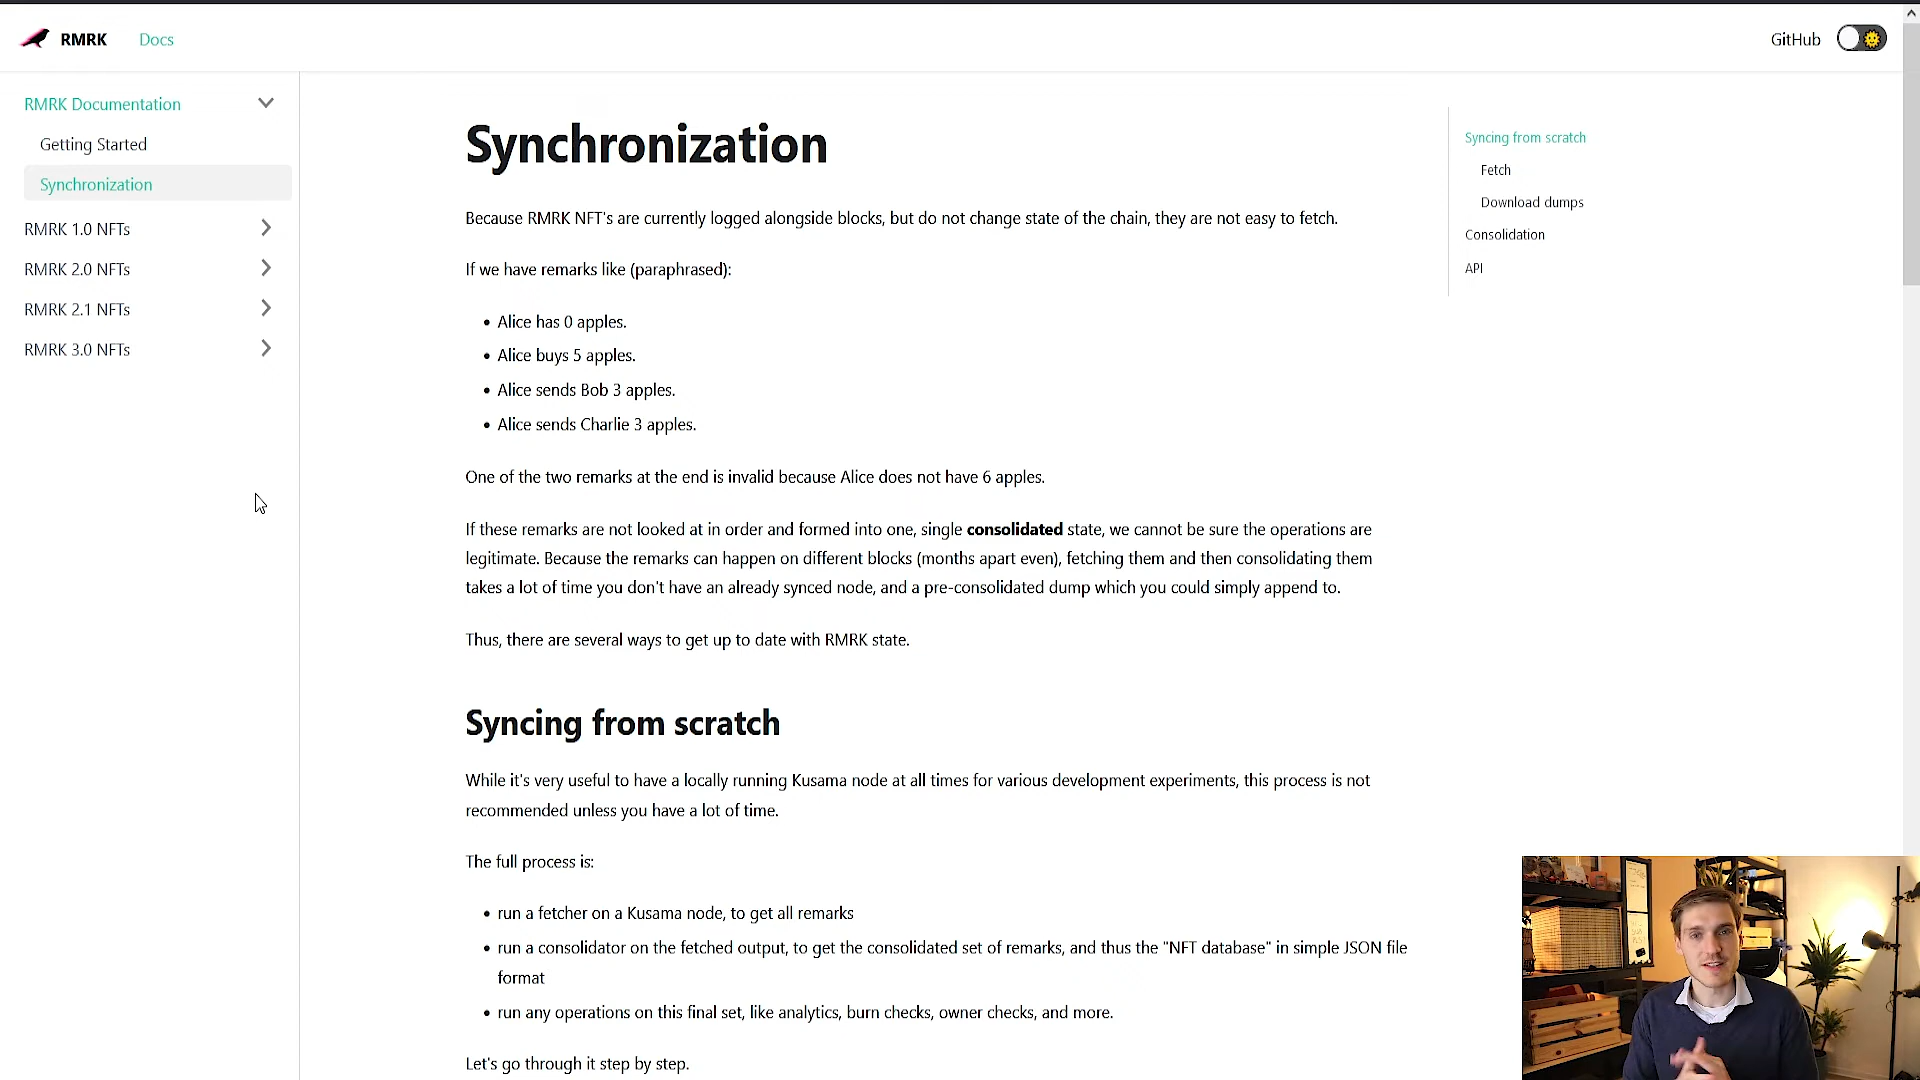 RMRK
Docs
GitHub
RMRK Documentation
Getting Started
Synchronization
RMRK 1.0 NFTs
RMRK 2.0 NFTs
RMRK 2.1 NFTs
RMRK 3.0 NFTs
Synchronization
Because RMRK NFT's are currently logged alongside blocks, but do not change state of the chain, they are not easy to fetch.
If we have remarks like (paraphrased):
• Alice has 0 apples.
• Alice buys 5 apples.
• Alice sends Bob 3 apples.
• Alice sends Charlie 3 apples.
One of the two remarks at the end is invalid because Alice does not have 6 apples.
If these remarks are not looked at in order and formed into one, single consolidated state, we cannot be sure the operations are
legitimate. Because the remarks can happen on different blocks (months apart even), fetching them and then consolidating them
takes a lot of time you don't have an already synced node, and a pre-consolidated dump which you could simply append to.
Thus, there are several ways to get up to date with RMRK state.
Syncing from scratch
While it's very useful to have a locally running Kusama node at all times for various development experiments, this process is not
recommended unless you have a lot of time.
The full process is:
• run a fetcher on a Kusama node, to get all remarks
• run a consolidator on the fetched output, to get the consolidated set of remarks, and thus the "NFT database" in simple JSON file
format
• run any operations on this final set, like analytics, burn checks, owner checks, and more.
Let's go through it step by step.
Syncing from scratch
Fetch
Download dumps
Consolidation
API